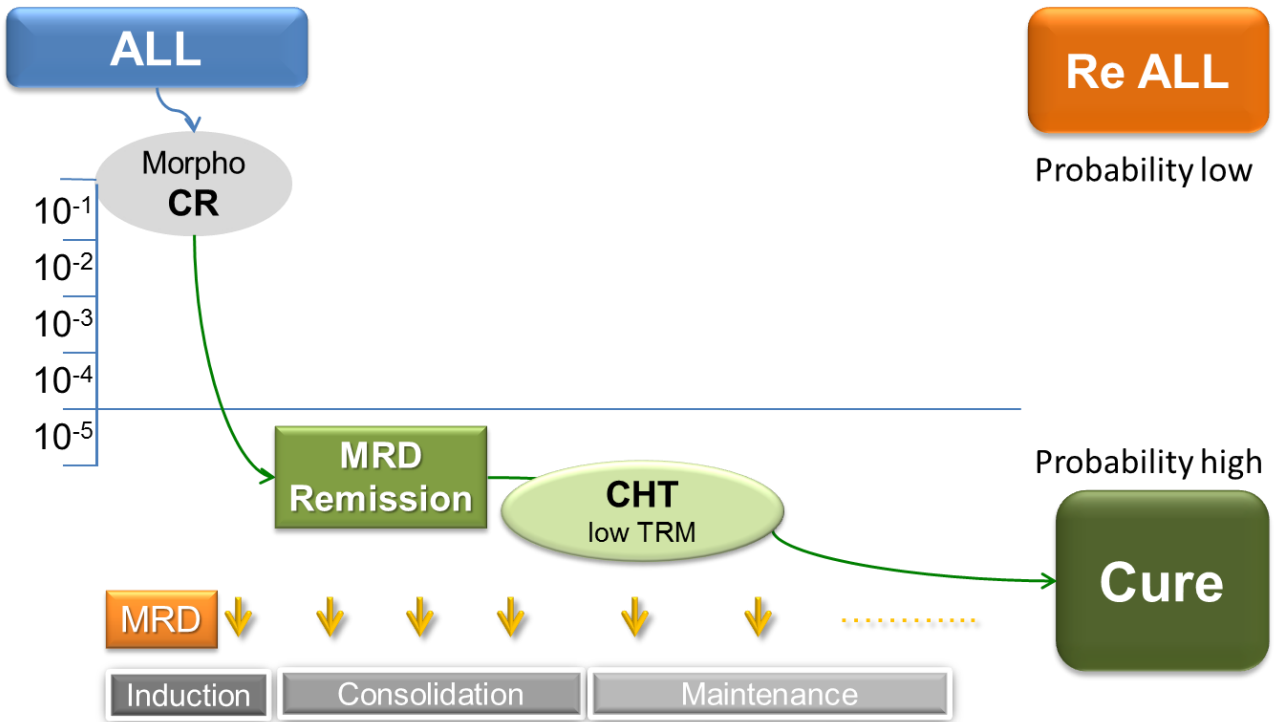 ALL
Re ALL
Probability low
Morpho
CR
10⁻¹
10⁻²
10⁻³
10⁻⁴
10⁻⁵
MRD
Remission
CHT
low TRM
Probability high
Cure
MRD
Induction
Consolidation
Maintenance